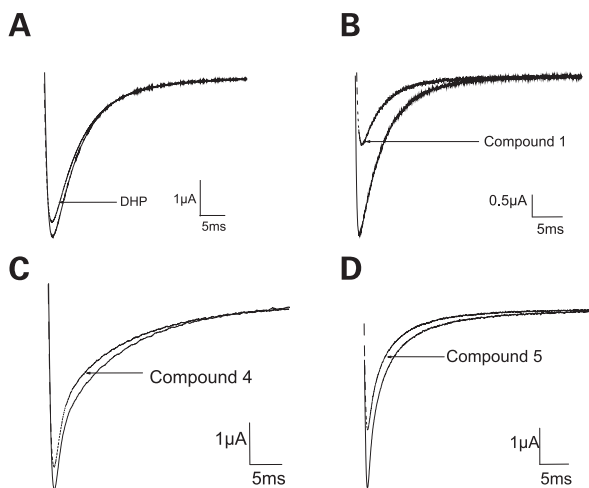 A
DHP
1µA
5ms
B
Compound 1
0.5µA
5ms
C
Compound 4
1µA
5ms
D
Compound 5
1µA
5ms